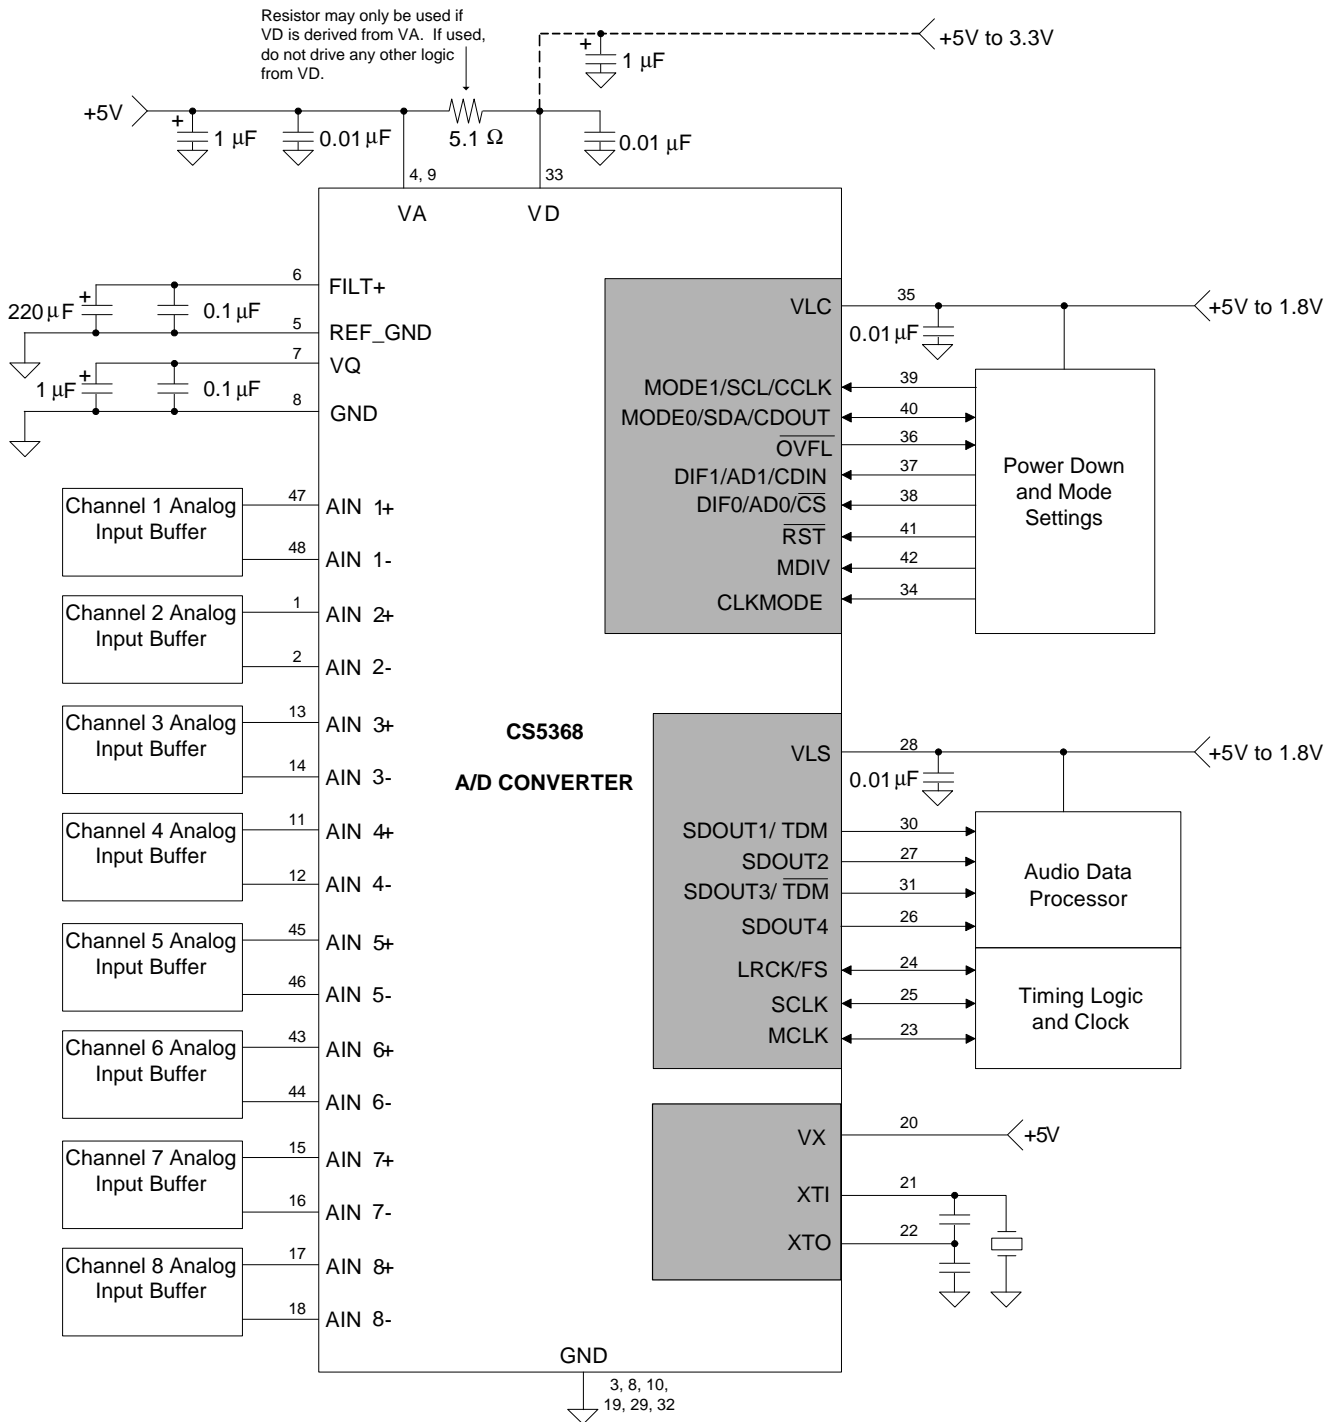 Resistor may only be used if
VD is derived from VA. If used,
do not drive any other logic
from VD.
+5V to 3.3V
+
1 µF
+5V
+
1 µF
0.01 µF
5.1 Ω
0.01 µF
4, 9
33
VA
VD
6
FILT+
220 µF
+
0.1 µF
5
REF_GND
7
VQ
1 µF
+
0.1 µF
8
GND
VLC
35
+5V to 1.8V
0.01 µF
MODE1/SCL/CCLK
39
MODE0/SDA/CDOUT
40
OVFL
36
DIF1/AD1/CDIN
37
DIF0/AD0/CS
38
RST
41
MDIV
42
CLKMODE
34
Power Down
and Mode
Settings
Channel 1 Analog
Input Buffer
47
AIN 1+
48
AIN 1-
Channel 2 Analog
Input Buffer
1
AIN 2+
2
AIN 2-
Channel 3 Analog
Input Buffer
13
AIN 3+
14
AIN 3-
Channel 4 Analog
Input Buffer
11
AIN 4+
12
AIN 4-
Channel 5 Analog
Input Buffer
45
AIN 5+
46
AIN 5-
Channel 6 Analog
Input Buffer
43
AIN 6+
44
AIN 6-
Channel 7 Analog
Input Buffer
15
AIN 7+
16
AIN 7-
Channel 8 Analog
Input Buffer
17
AIN 8+
18
AIN 8-
CS5368
A/D CONVERTER
VLS
28
+5V to 1.8V
0.01 µF
SDOUT1/ TDM
30
SDOUT2
27
SDOUT3/ TDM
31
SDOUT4
26
Audio Data
Processor
LRCK/FS
24
SCLK
25
MCLK
23
Timing Logic
and Clock
VX
20
+5V
XTI
21
XTO
22
GND
3, 8, 10,
19, 29, 32